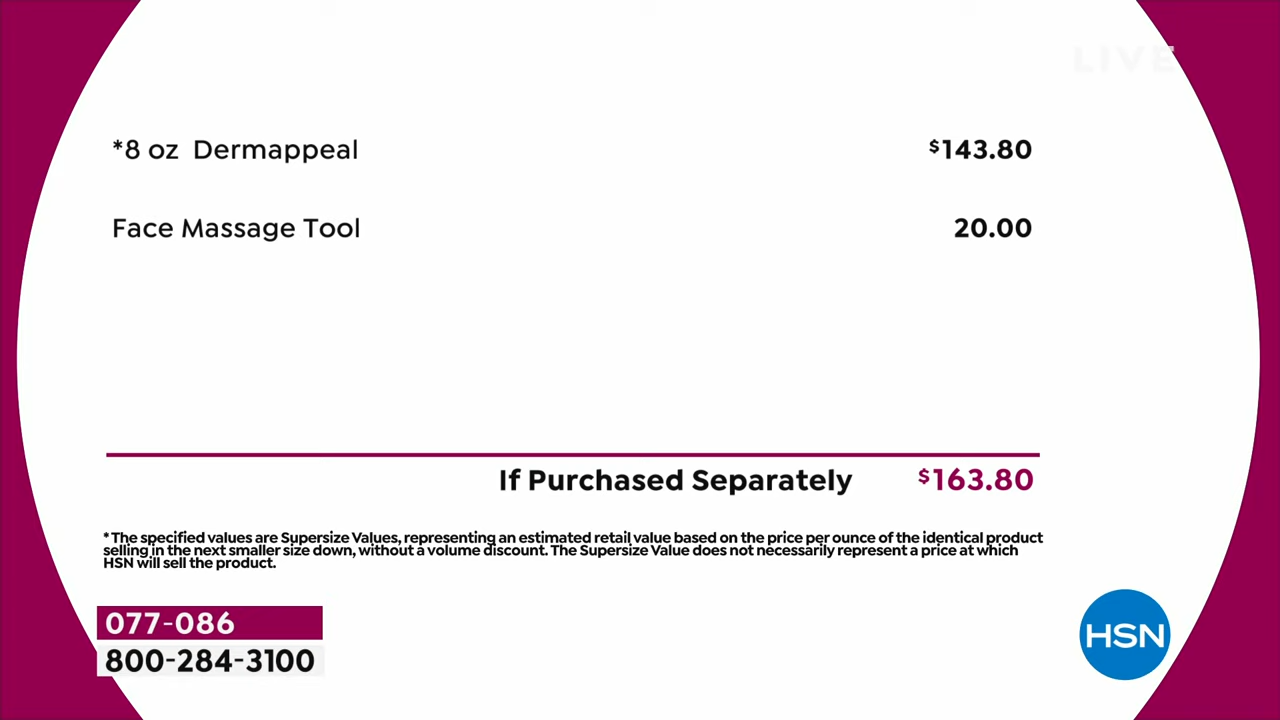 LIVE
*8 oz Dermappeal $143.80
Face Massage Tool 20.00
If Purchased Separately $163.80
* The specified values are Supersize Values, representing an estimated retail value based on the price per ounce of the identical product
selling in the next smaller size down, without a volume discount. The Supersize Value does not necessarily represent a price at which
HSN will sell the product.
077-086
800-284-3100
HSN